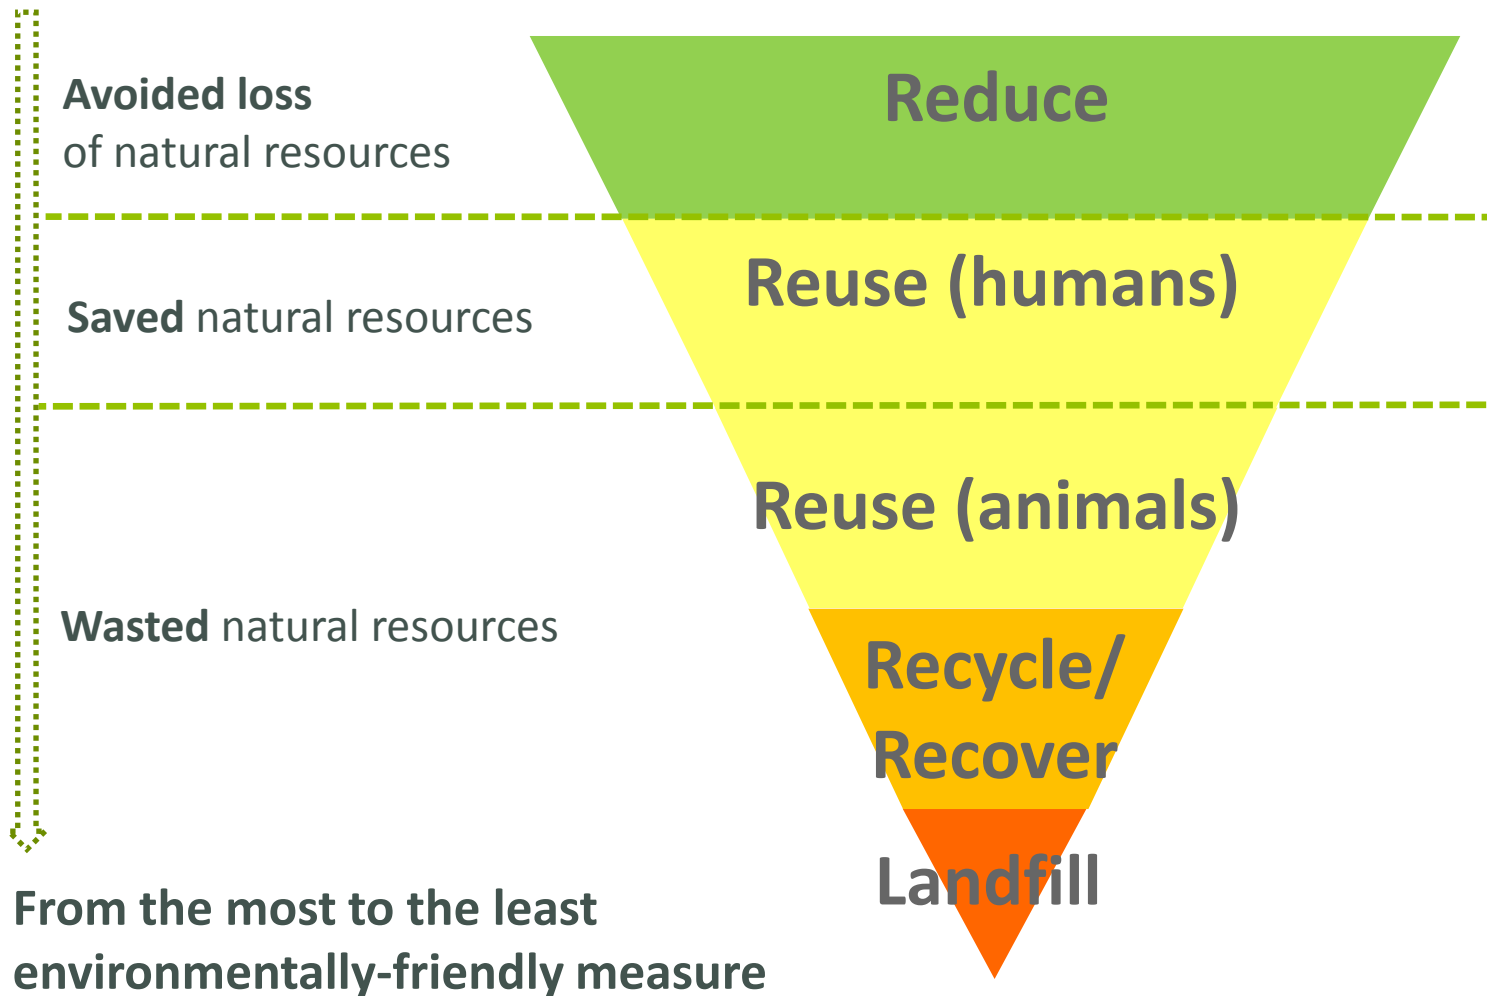 Avoided loss
of natural resources
Reduce
Saved natural resources
Reuse (humans)
Reuse (animals)
Wasted natural resources
Recycle/
Recover
Landfill
From the most to the least
environmentally-friendly measure